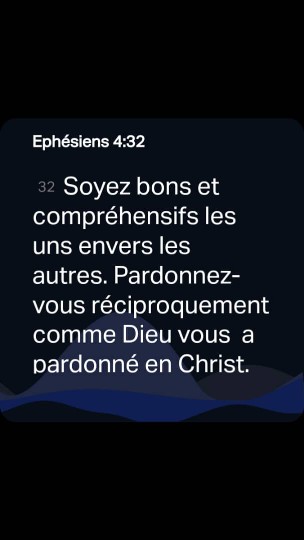 Ephésiens 4:32
32 Soyez bons et
compréhensifs les
uns envers les
autres. Pardonnez-
vous réciproquement
comme Dieu vous  a
pardonné en Christ.